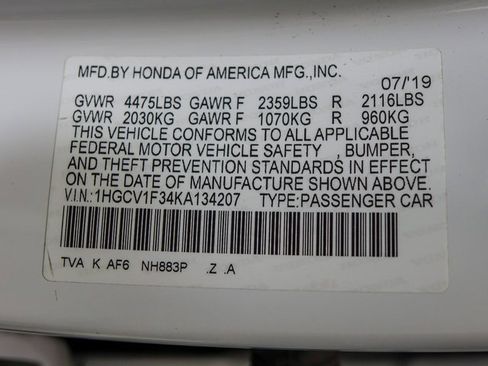 MFD.BY HONDA OF AMERICA MFG.,INC.
07/'19
GVWR 4475LBS GAWR F 2359LBS R 2116LBS
GVWR 2030KG GAWR F 1070KG R 960KG
THIS VEHICLE CONFORMS TO ALL APPLICABLE
FEDERAL MOTOR VEHICLE SAFETY , BUMPER,
AND THEFT PREVENTION STANDARDS IN EFFECT
ON THE DATE OF MANUFACTURE SHOWN ABOVE.
V.I.N.:1HGCV1F34KA134207 TYPE:PASSENGER CAR
TVA K AF6 NH883P .Z .A